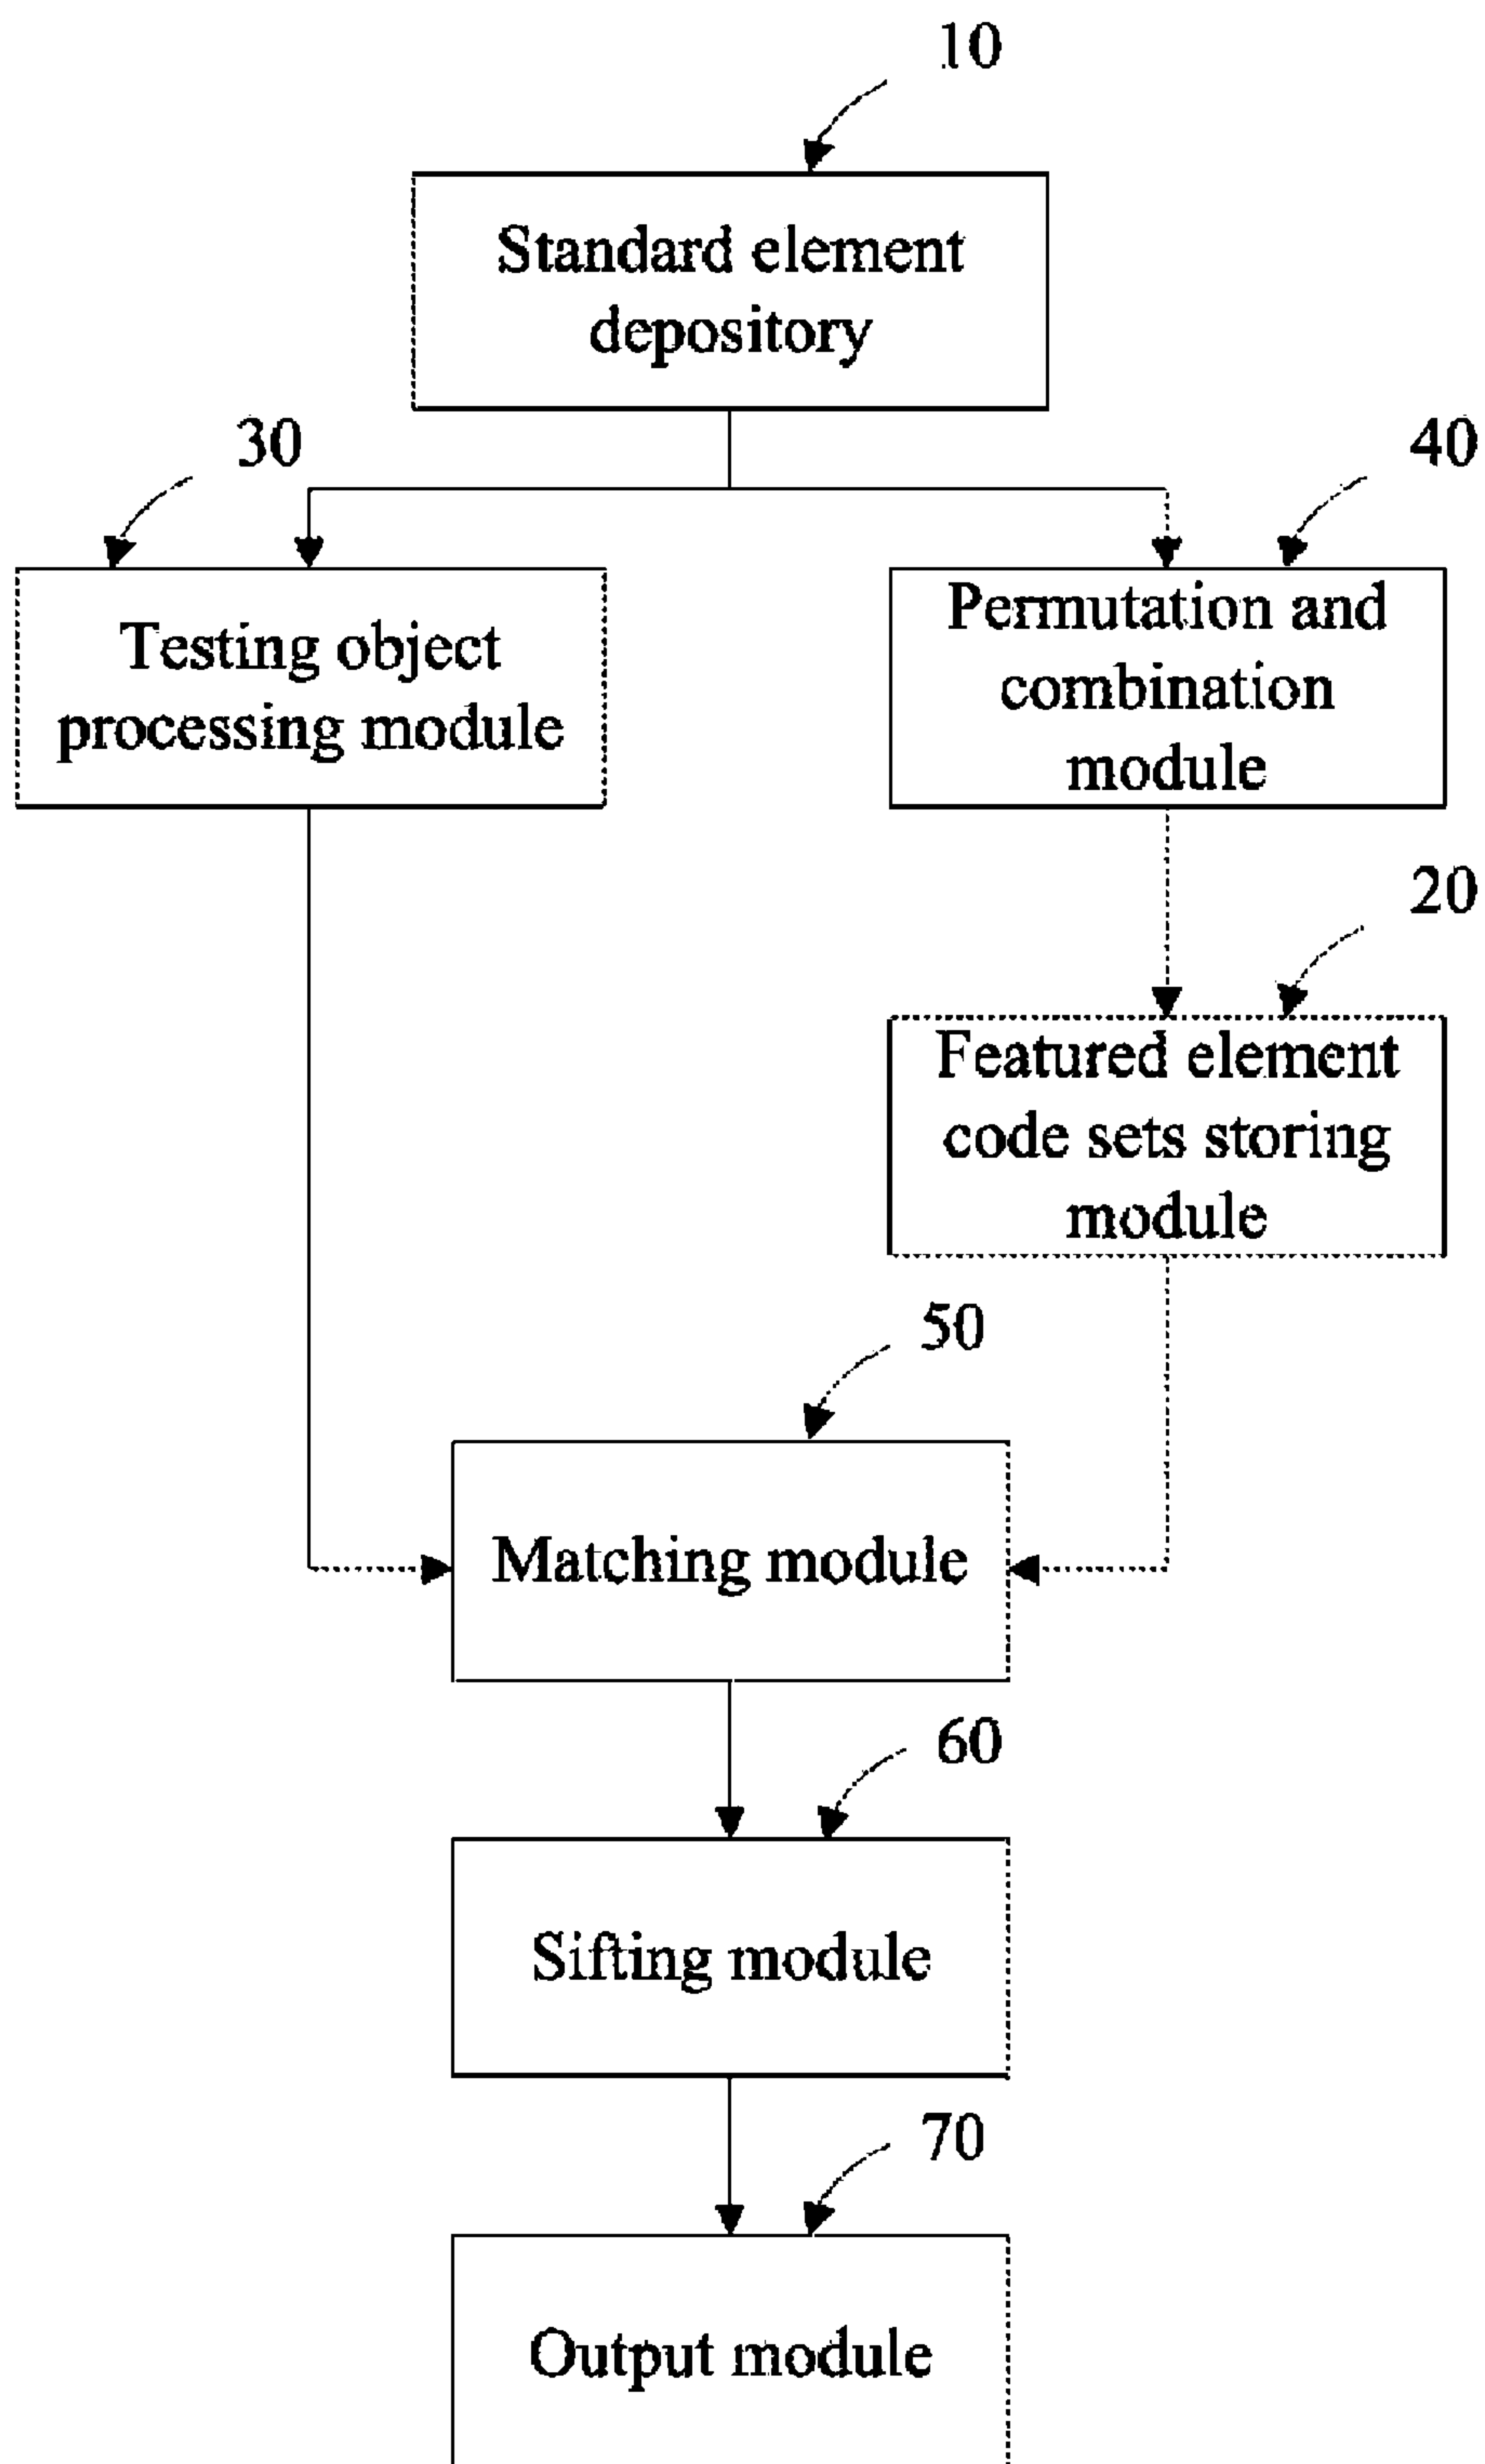 10
Standard element
depository
30
40
Testing object
processing module
Permutation and
combination
module
20
Featured element
code sets storing
module
50
Matching module
60
Sifting module
70
Output module